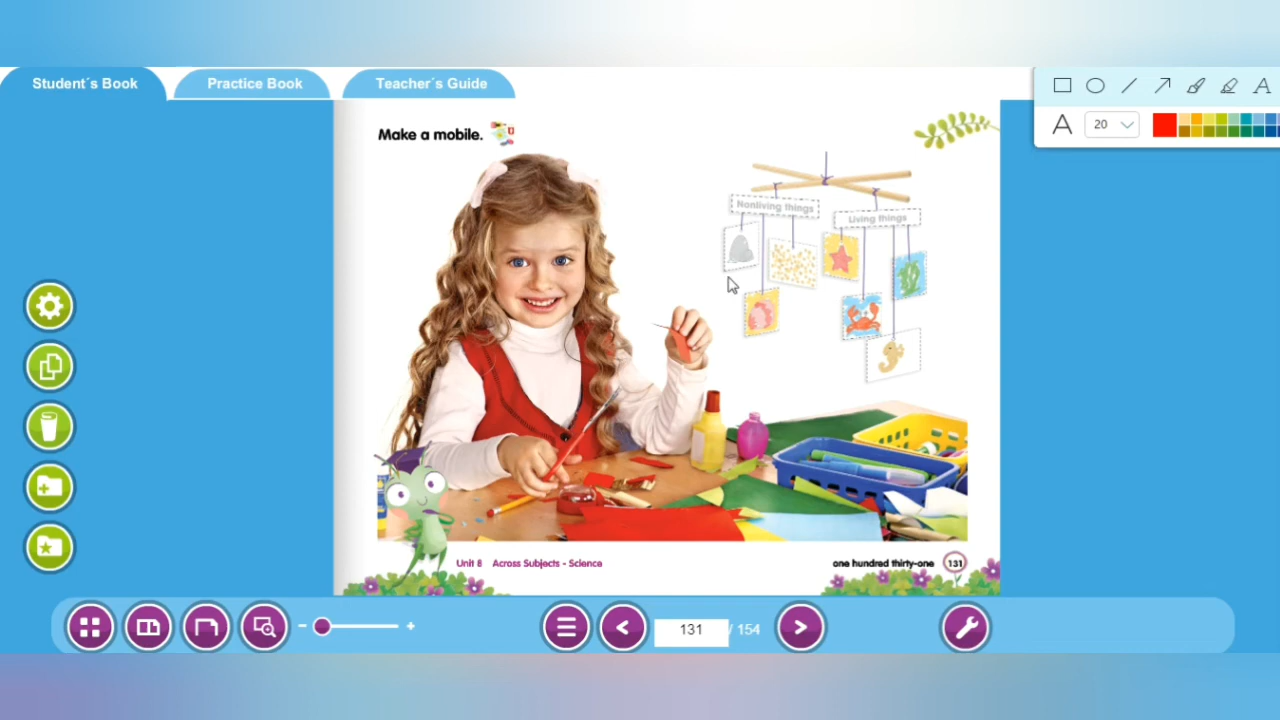 Student´s Book
Practice Book
Teacher´s Guide
A
A
20
Make a mobile.
Nonliving things
Living things
Unit 8 Across Subjects - Science
one hundred thirty-one 131
131 / 154